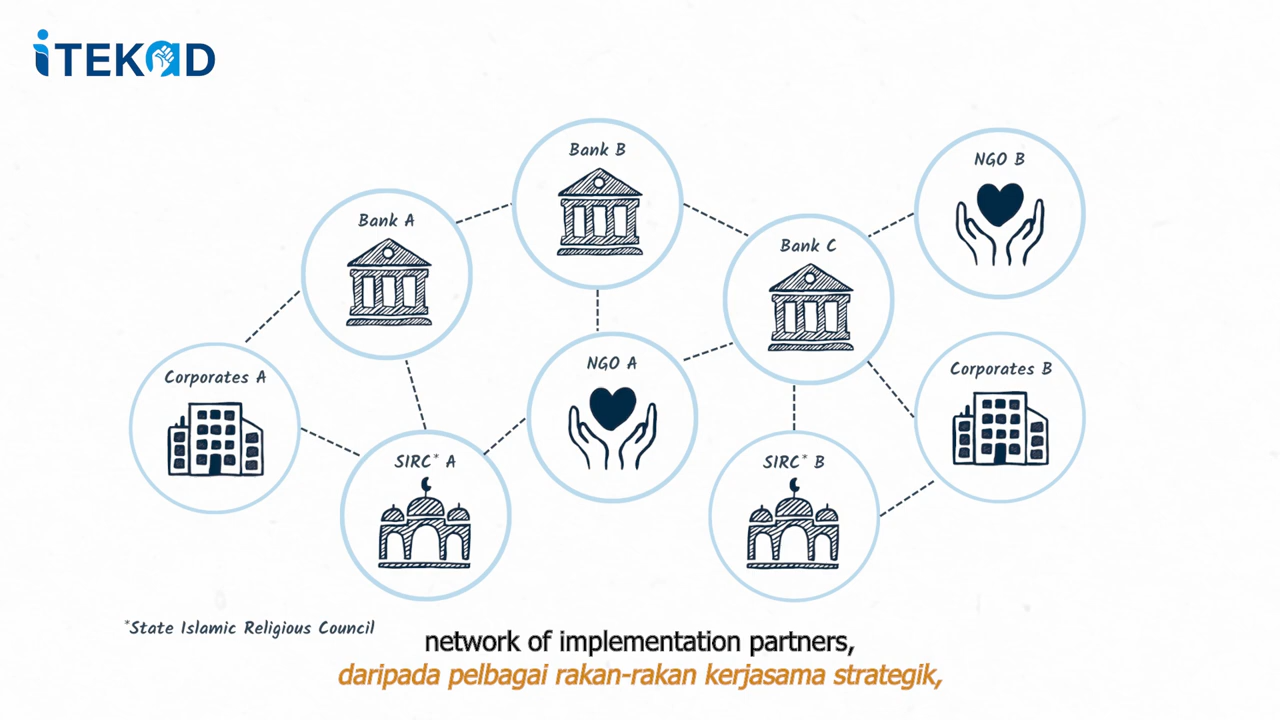 iTEKAD
Bank B
NGO B
Bank A
Bank C
NGO A
Corporates B
Corporates A
SIRC* A
SIRC* B
*State Islamic Religious Council
network of implementation partners,
daripada pelbagai rakan-rakan kerjasama strategik,